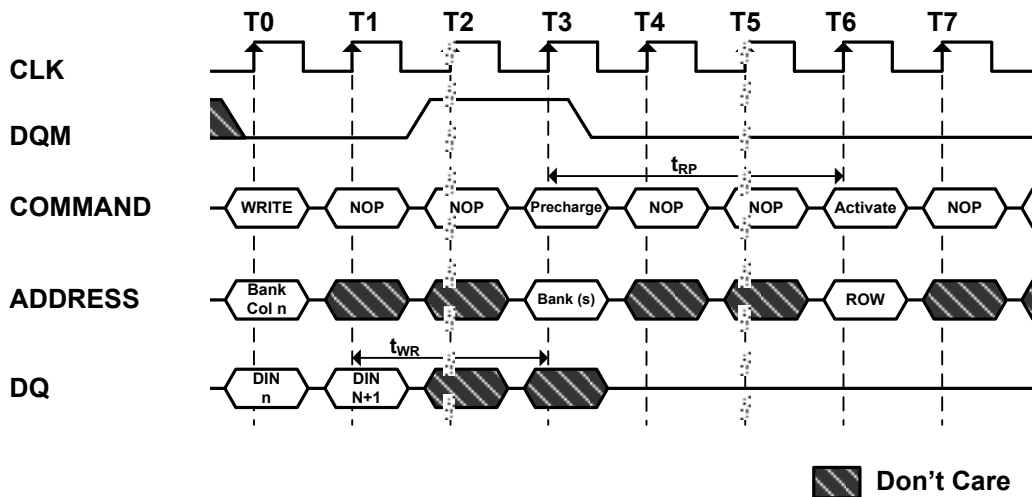 T0 T1 T2 T3 T4 T5 T6 T7
CLK
DQM
tRP
COMMAND WRITE NOP NOP Precharge NOP NOP Activate NOP
ADDRESS Bank Col n Bank (s) ROW
tWR
DQ DIN n DIN N+1
Don't Care